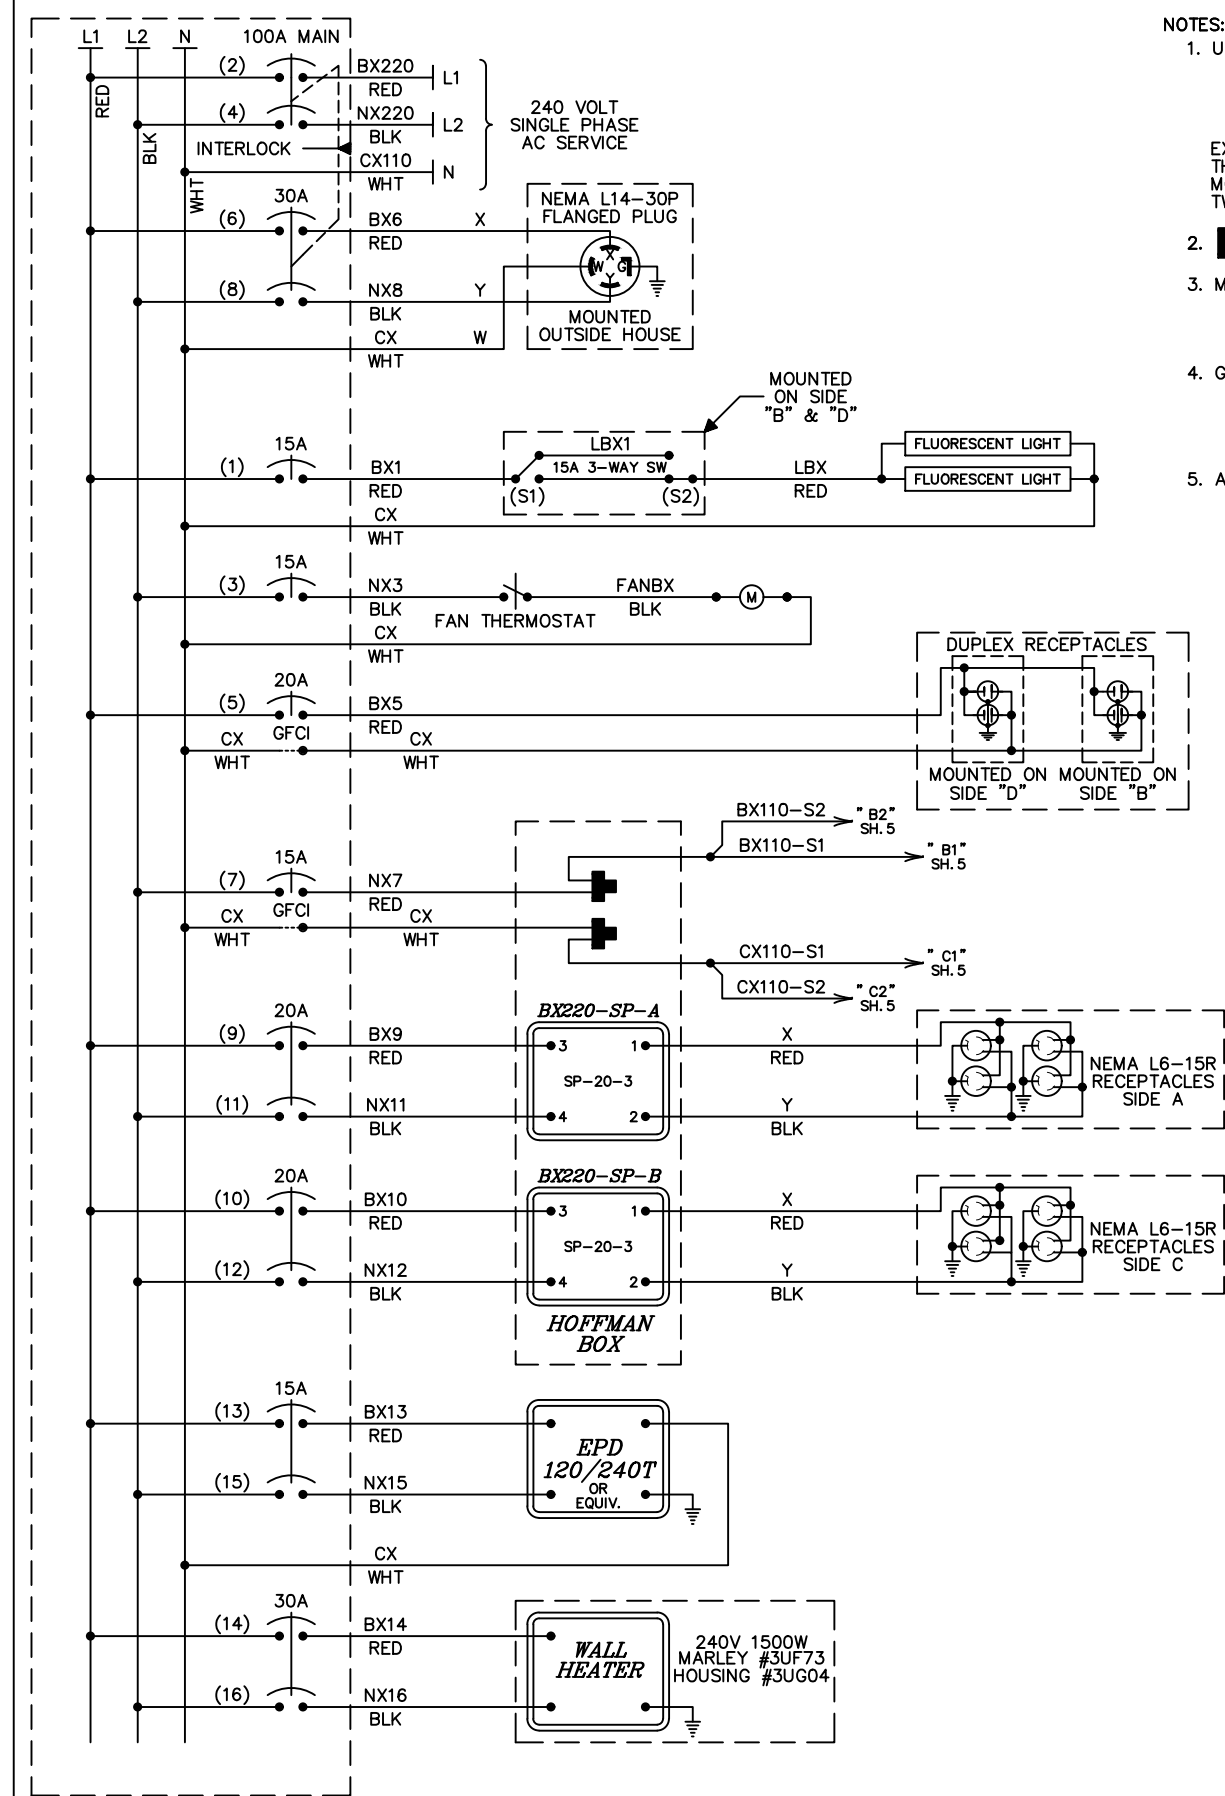 NOTES:
1. U
EX
TH
M
TW
2.
3. M
4. G
5. A
L1 L2 N 100A MAIN
RED
BLK
WHT
(2) BX220 L1
RED
(4) NX220 L2
BLK
INTERLOCK
CX110 N
WHT
240 VOLT
SINGLE PHASE
AC SERVICE
30A
(6) BX6 X
RED
(8) NX8 Y
BLK
CX W
WHT
NEMA L14-30P
FLANGED PLUG
X
W G
Y
MOUNTED
OUTSIDE HOUSE
MOUNTED
ON SIDE
"B" & "D"
15A
(1) BX1
RED
LBX1
15A 3-WAY SW
(S1) (S2)
LBX
RED
FLUORESCENT LIGHT
FLUORESCENT LIGHT
CX
WHT
15A
(3) NX3 FANBX
BLK BLK
FAN THERMOSTAT
M
CX
WHT
DUPLEX RECEPTACLES
20A
(5) BX5
GFCI RED
CX CX
WHT WHT
MOUNTED ON
SIDE "D"
MOUNTED ON
SIDE "B"
BX110-S2 "B2"
SH.5
BX110-S1 "B1"
SH.5
15A
(7) NX7
GFCI RED
CX CX
WHT WHT
CX110-S1 "C1"
SH.5
CX110-S2 "C2"
SH.5
20A
BX220-SP-A
(9) BX9 3 1 X
RED RED
SP-20-3
(11) NX11 4 2 Y
BLK BLK
NEMA L6-15R
RECEPTACLES
SIDE A
20A
BX220-SP-B
(10) BX10 3 1 X
RED RED
SP-20-3
(12) NX12 4 2 Y
BLK BLK
NEMA L6-15R
RECEPTACLES
SIDE C
HOFFMAN
BOX
15A
(13) BX13
RED
(15) NX15
BLK
EPD
120/240T
OR
EQUIV.
CX
WHT
30A
(14) BX14
RED
(16) NX16
BLK
WALL
HEATER
240V 1500W
MARLEY #3UF73
HOUSING #3UG04